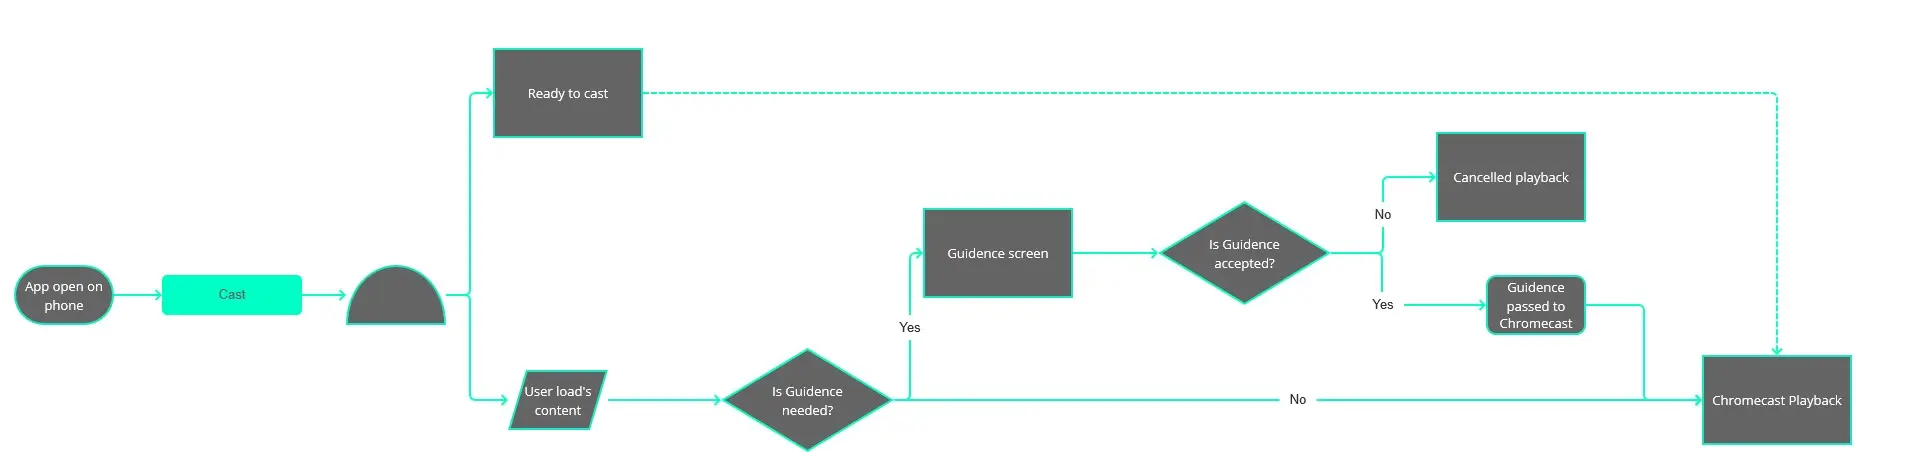 Ready to cast
Cancelled playback
No
Guidence screen
Is Guidence
accepted?
App open on
phone
Cast
Guidence
passed to
Chromecast
Yes
Yes
User load's
content
Is Guidence
needed?
No
Chromecast Playback